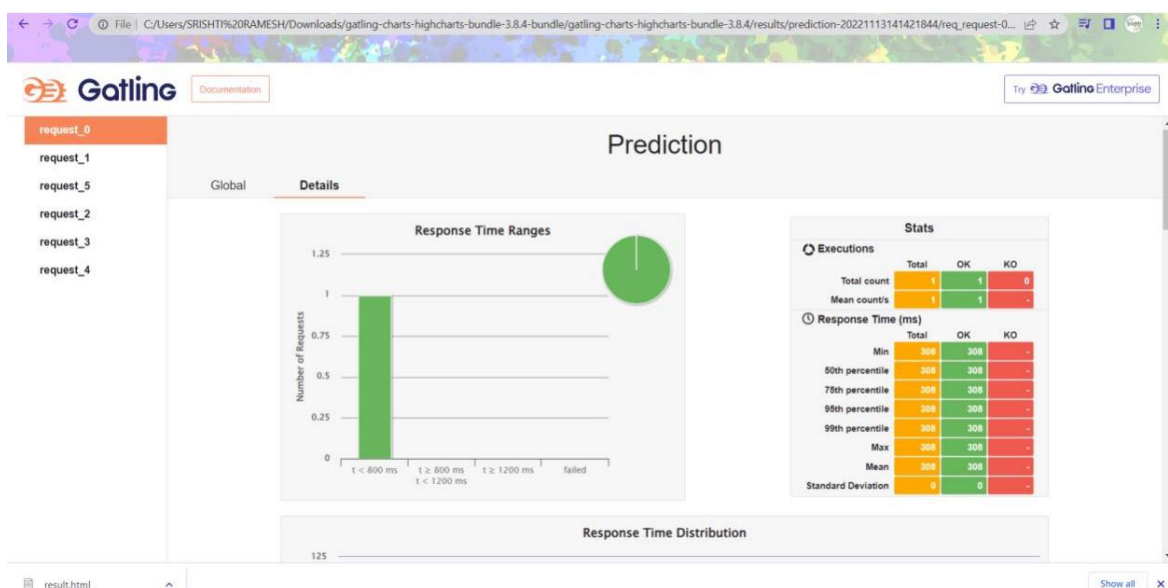 File | C:/Users/SRISHTI%20RAMESH/Downloads/gatling-charts-highcharts-bundle-3.8.4-bundle/gatling-charts-highcharts-bundle-3.8.4/results/prediction-20221113141421844/req_request-0...
Gatling
Documentation
Try Gatling Enterprise
request_0
request_1
request_5
request_2
request_3
request_4
Prediction
Global Details
Response Time Ranges
Number of Requests
1.25
1
0.75
0.5
0.25
0
t < 800 ms
t ≥ 800 ms
t < 1200 ms
t ≥ 1200 ms
failed
Stats
Executions
Total OK KO
Total count 1 1 0
Mean count/s 1 1 -
Response Time (ms)
Total OK KO
Min 308 308 -
50th percentile 308 308 -
75th percentile 308 308 -
95th percentile 308 308 -
99th percentile 308 308 -
Max 308 308 -
Mean 308 308 -
Standard Deviation 0 0 -
Response Time Distribution
125
result.html
Show all